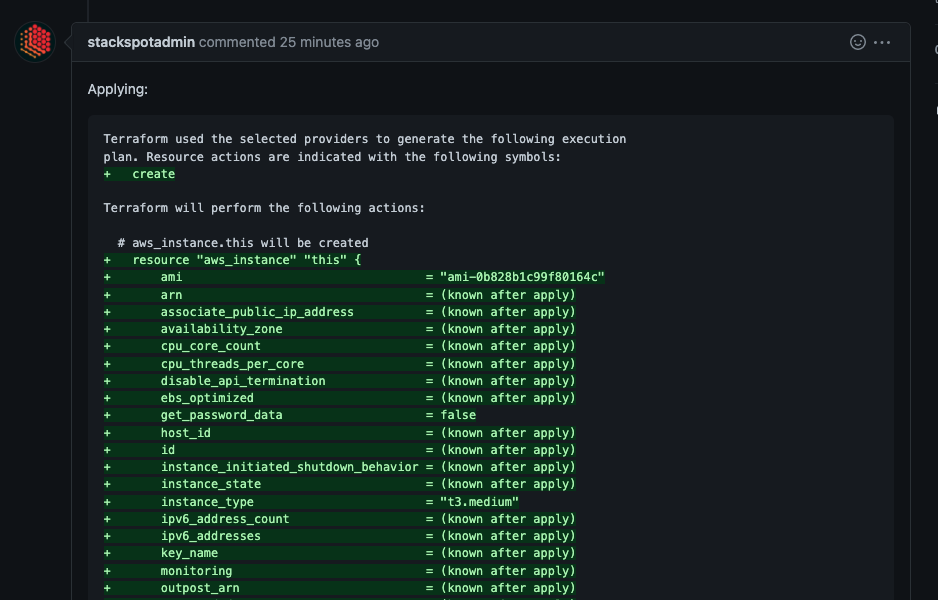 stackspotadmin commented 25 minutes ago
Applying:
Terraform used the selected providers to generate the following execution
plan. Resource actions are indicated with the following symbols:
+   create
Terraform will perform the following actions:
  # aws_instance.this will be created
+   resource "aws_instance" "this" {
+       ami                                  = "ami-0b828b1c99f80164c"
+       arn                                  = (known after apply)
+       associate_public_ip_address          = (known after apply)
+       availability_zone                    = (known after apply)
+       cpu_core_count                       = (known after apply)
+       cpu_threads_per_core                 = (known after apply)
+       disable_api_termination              = (known after apply)
+       ebs_optimized                        = (known after apply)
+       get_password_data                    = false
+       host_id                              = (known after apply)
+       id                                   = (known after apply)
+       instance_initiated_shutdown_behavior = (known after apply)
+       instance_state                       = (known after apply)
+       instance_type                        = "t3.medium"
+       ipv6_address_count                   = (known after apply)
+       ipv6_addresses                       = (known after apply)
+       key_name                             = (known after apply)
+       monitoring                           = (known after apply)
+       outpost_arn                          = (known after apply)